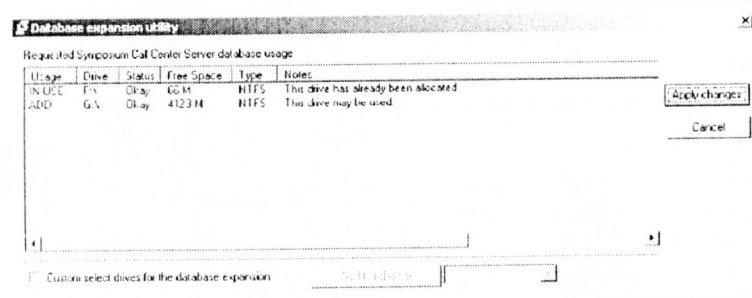 Database expansion utility
Requested Symposium Call Center Server database usage
Usage Drive Status Free Space Type Notes
IN USE F:\ Okay 66 M NTFS This drive has already been allocated.
ADD G:\ Okay 4123 M NTFS This drive may be used.
Apply changes
Cancel
Custom select drives for the database expansion